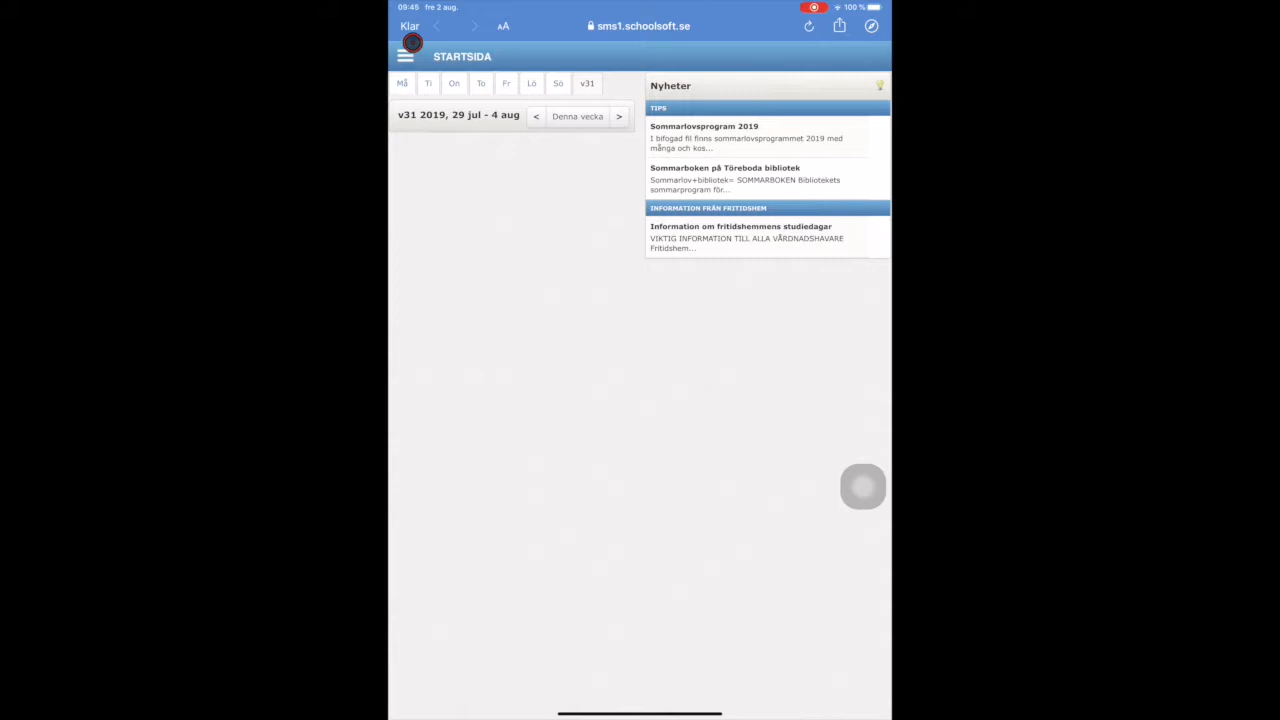 09:45 fre 2 aug. 100 %
Klar AA sms1.schoolsoft.se
STARTSIDA
Må Ti On To Fr Lö Sö v31
v31 2019, 29 jul - 4 aug < Denna vecka >
Nyheter
TIPS
Sommarlovsprogram 2019
I bifogad fil finns sommarlovsprogrammet 2019 med
många och kos...
Sommarboken på Töreboda bibliotek
Sommarlov+bibliotek= SOMMARBOKEN Bibliotekets
sommarprogram för...
INFORMATION FRÅN FRITIDSHEM
Information om fritidshemmens studiedagar
VIKTIG INFORMATION TILL ALLA VÅRDNADSHAVARE
Fritidshem...